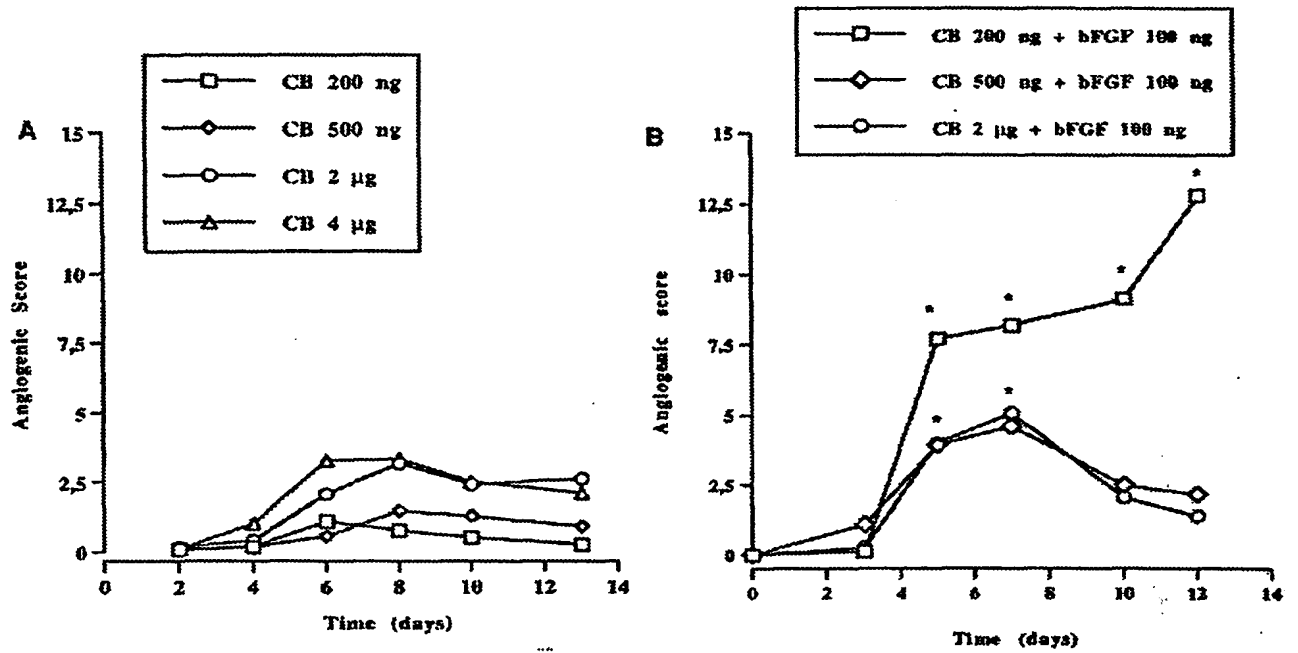 A
CB 200 ng
CB 500 ng
CB 2 µg
CB 4 µg
15
12,5
10
7,5
5
2,5
0
Angiogenic Score
0 2 4 6 8 10 12 14
Time (days)
B
CB 200 ng + bFGF 100 ng
CB 500 ng + bFGF 100 ng
CB 2 µg + bFGF 100 ng
15
12,5
10
7,5
5
2,5
0
Angiogenic score
* * * * * *
0 2 4 6 8 10 12 14
Time (days)